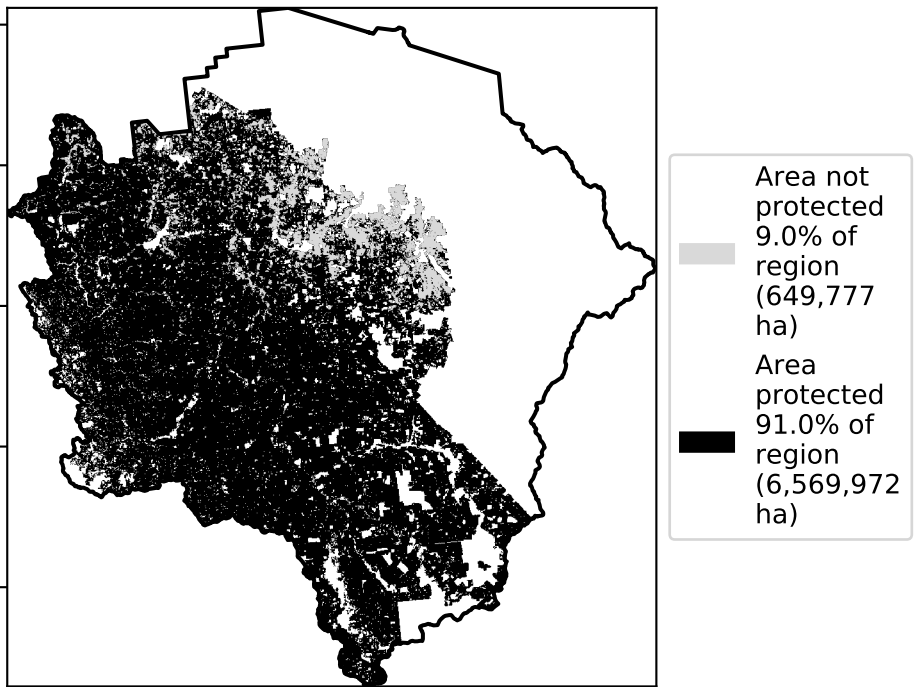 Area not
protected
9.0% of
region
(649,777
ha)
Area
protected
91.0% of
region
(6,569,972
ha)